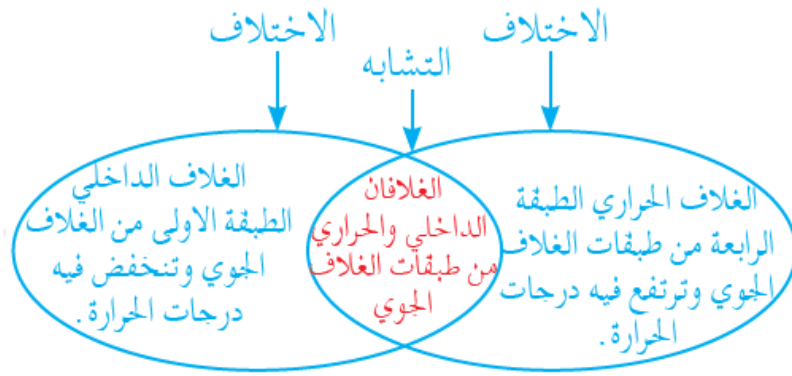 الاختلاف
التشابه
الاختلاف
الغلاف الحراري الطبقة
الرابعة من طبقات الغلاف
الجوي وترتفع فيه درجات
الحرارة .
الغلافان
الداخلي والحراري
من طبقات الغلاف
الجوي
الغلاف الداخلي
الطبقة الاولى من الغلاف
الجوي وتنخفض فيه
درجات الحرارة .